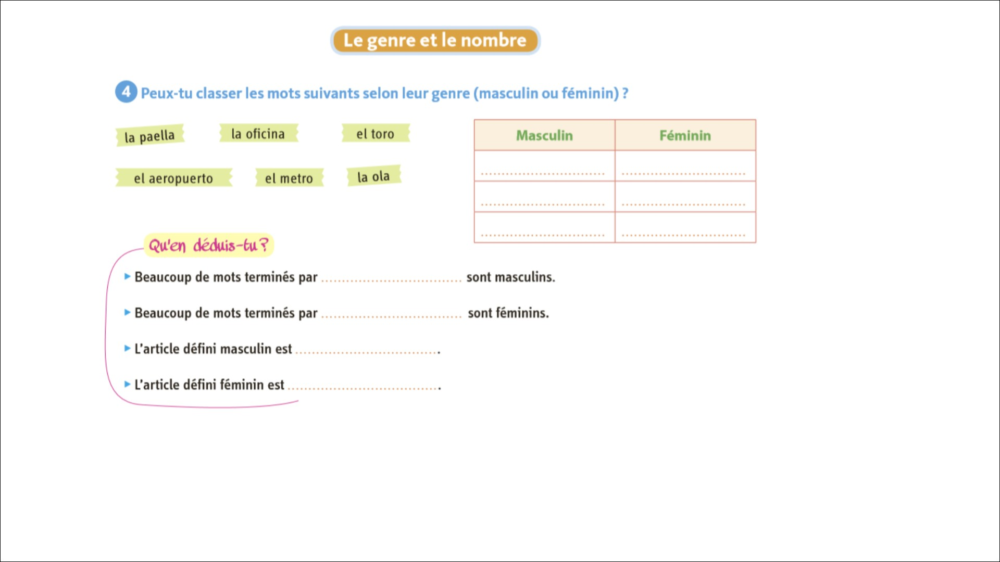 Le genre et le nombre
4 Peux-tu classer les mots suivants selon leur genre (masculin ou féminin) ?
la paella
la oficina
el toro
el aeropuerto
el metro
la ola
Masculin Féminin
............................... ...............................
............................... ...............................
............................... ...............................
Qu'en déduis-tu ?
► Beaucoup de mots terminés par ................................... sont masculins.
► Beaucoup de mots terminés par ................................... sont féminins.
► L'article défini masculin est ................................... .
► L'article défini féminin est ..................................... .